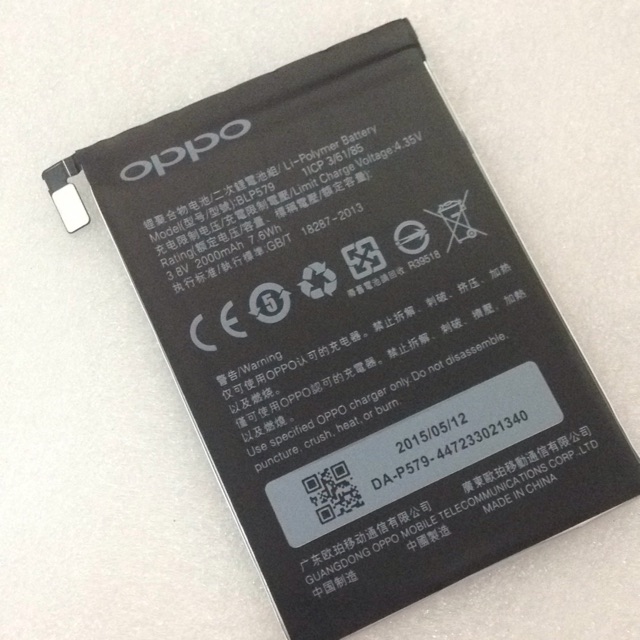 oppo
锂聚合物电池/二次鋰電池組/ Li-Polymer Battery
Model(型号/型號):BLP579 1ICP 3/61/85
充电限制电压/充電限制電壓/Limit Charge Voltage:4.35V
Rating(额定电压/容量、標稱電壓/額定容量):
3.8V 2000mAh 7.6Wh
执行标准/執行標準:GB/T 18287-2013
CE 5
廢電池請回收 R39518
警告/Warning
仅可使用OPPO认可的充电器。禁止拆解、刺破、挤压、加热
以及燃烧。
僅可使用OPPO認可的充電器。禁止拆解、刺破、擠壓、加熱
以及燃燒。
Use specified OPPO charger only. Do not disassemble,
puncture, crush, heat, or burn.
2015/05/12
DA-P579-447233021340
广东欧珀移动通信有限公司 廣東歐珀移動通信有限公司
GUANGDONG OPPO MOBILE TELECOMMUNICATIONS CORP .,LTD
中国制造 中國製造 MADE IN CHINA